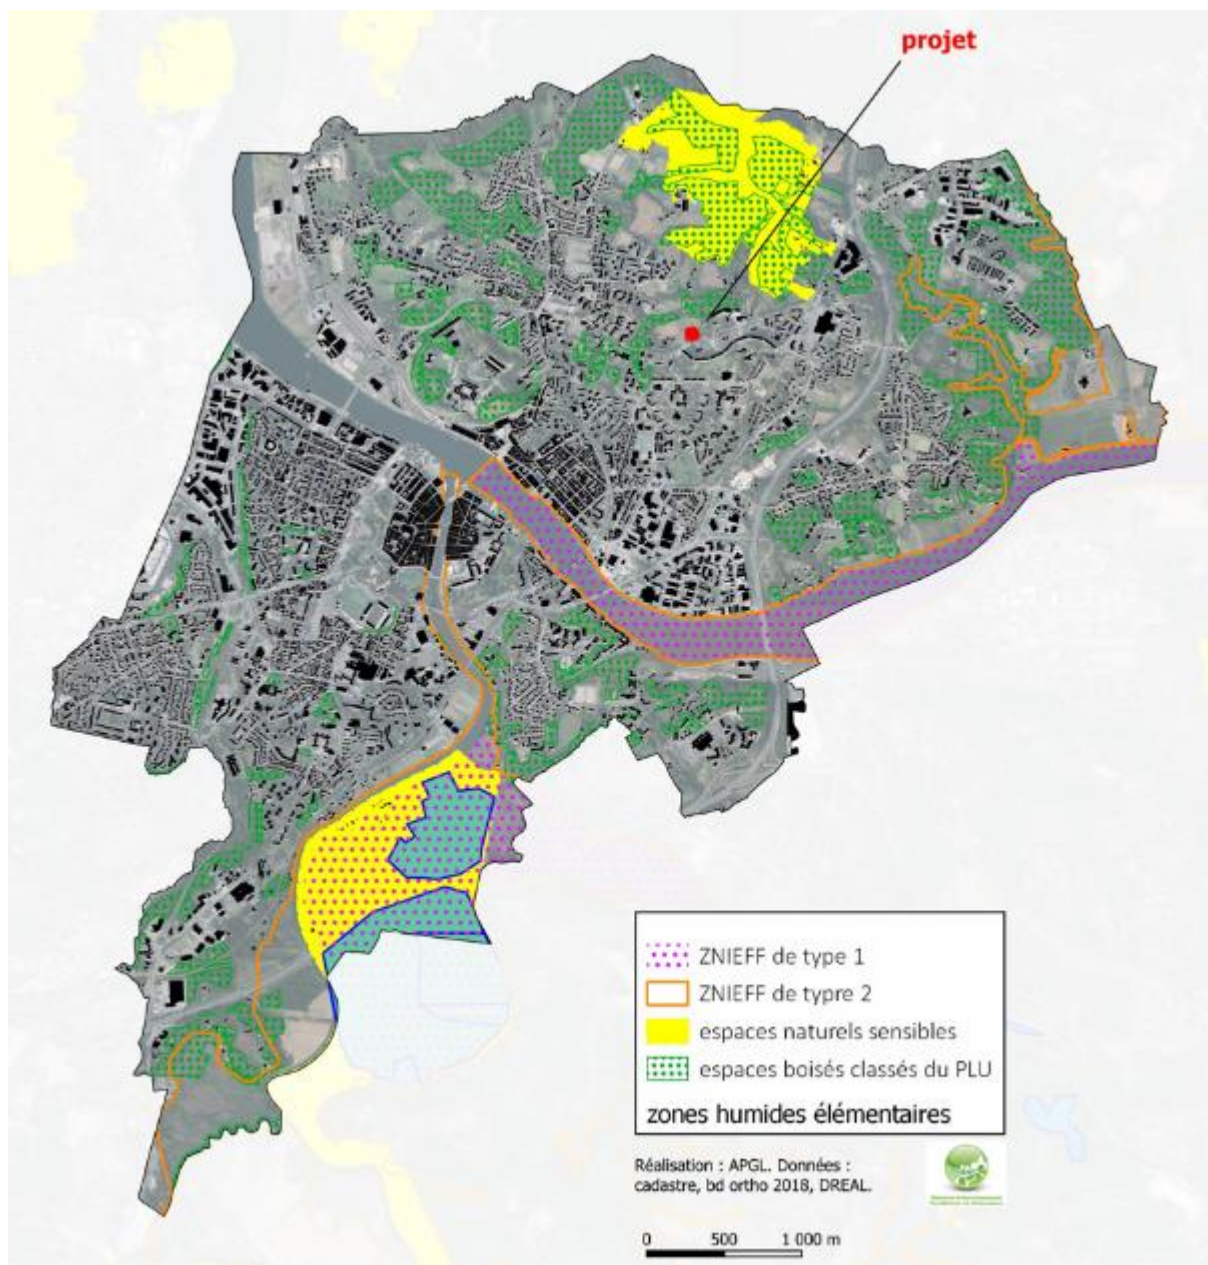 projet
ZNIEFF de type 1
ZNIEFF de typre 2
espaces naturels sensibles
espaces boisés classés du PLU
zones humides élémentaires
Réalisation : APGL. Données :
cadastre, bd ortho 2018, DREAL.
0 500 1 000 m